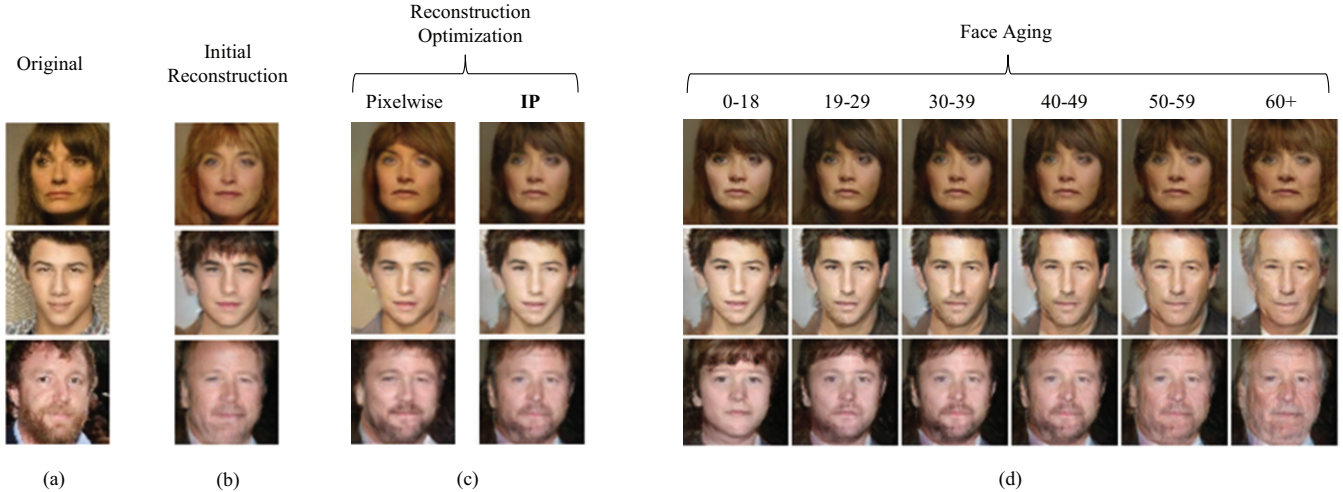 Original
Initial
Reconstruction
Reconstruction
Optimization
Pixelwise
IP
Face Aging
0-18
19-29
30-39
40-49
50-59
60+
(a)
(b)
(c)
(d)